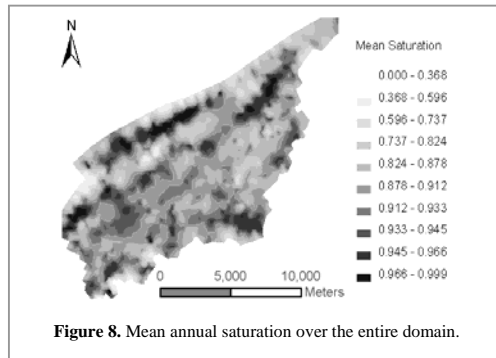 N
Mean Saturation
0.000 - 0.368
0.368 - 0.596
0.596 - 0.737
0.737 - 0.824
0.824 - 0.878
0.878 - 0.912
0.912 - 0.933
0.933 - 0.945
0.945 - 0.966
0.966 - 0.999
0 5,000 10,000
Meters
Figure 8. Mean annual saturation over the entire domain.